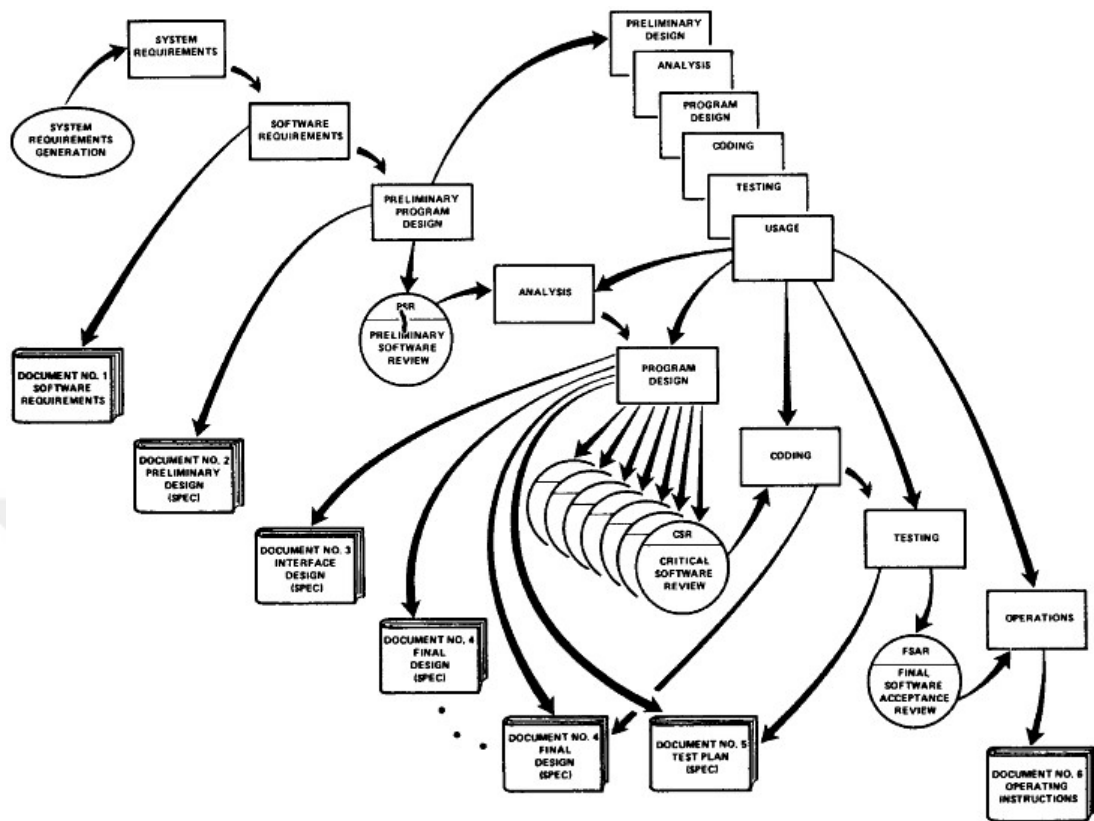 SYSTEM
REQUIREMENTS
SYSTEM
REQUIREMENTS
GENERATION
SOFTWARE
REQUIREMENTS
PRELIMINARY
PROGRAM
DESIGN
PRELIMINARY
DESIGN
ANALYSIS
PROGRAM
DESIGN
CODING
TESTING
USAGE
PSR
PRELIMINARY
SOFTWARE
REVIEW
ANALYSIS
PROGRAM
DESIGN
DOCUMENT NO. 1
SOFTWARE
REQUIREMENTS
DOCUMENT NO. 2
PRELIMINARY
DESIGN
(SPEC)
DOCUMENT NO. 3
INTERFACE
DESIGN
(SPEC)
CSR
CRITICAL
SOFTWARE
REVIEW
CODING
TESTING
DOCUMENT NO. 4
FINAL
DESIGN
(SPEC)
DOCUMENT NO. 4
FINAL
DESIGN
(SPEC)
DOCUMENT NO. 5
TEST PLAN
(SPEC)
FSAR
FINAL
SOFTWARE
ACCEPTANCE
REVIEW
OPERATIONS
DOCUMENT NO. 6
OPERATING
INSTRUCTIONS